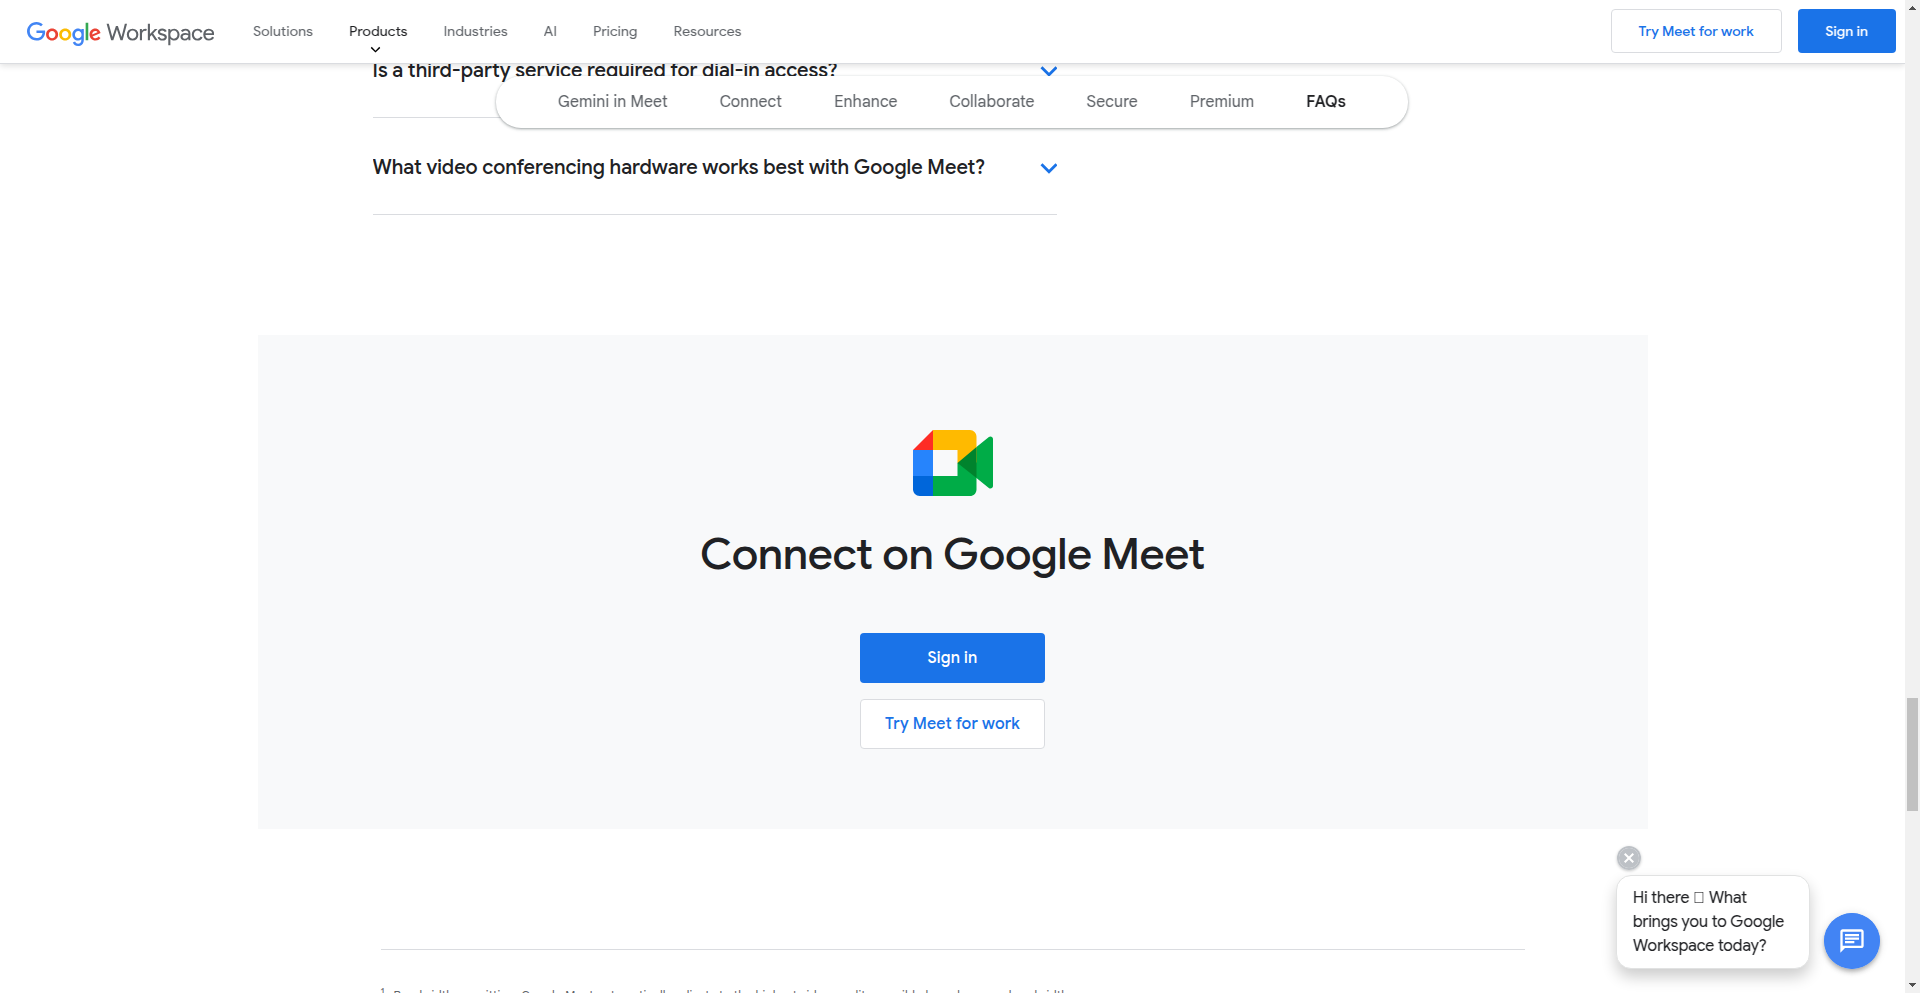 Google Workspace
Solutions
Products
Industries
AI
Pricing
Resources
Try Meet for work
Sign in
Is a third-party service required for dial-in access?
Gemini in Meet
Connect
Enhance
Collaborate
Secure
Premium
FAQs
What video conferencing hardware works best with Google Meet?
Connect on Google Meet
Sign in
Try Meet for work
Hi there What
brings you to Google
Workspace today?